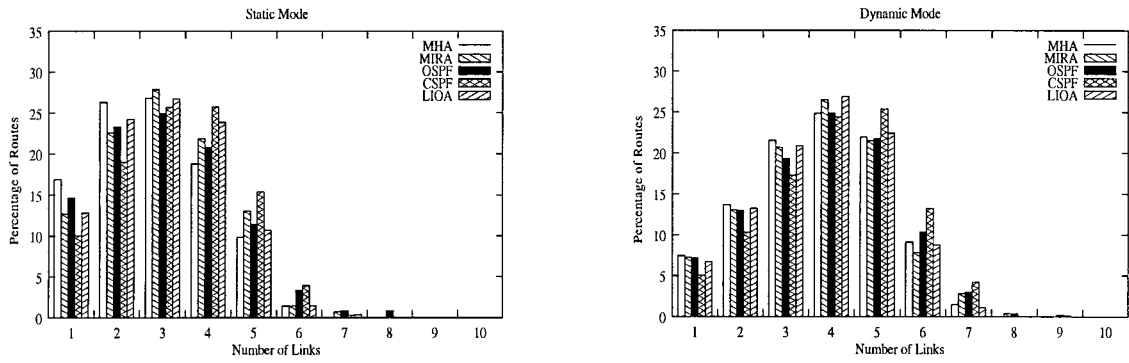 Static Mode
35
30
25
20
15
10
5
0
Percentage of Routes
MHA
MIRA
OSPF
CSPF
LIOA
1 2 3 4 5 6 7 8 9 10
Number of Links
Dynamic Mode
35
30
25
20
15
10
5
0
Percentage of Routes
MHA
MIRA
OSPF
CSPF
LIOA
1 2 3 4 5 6 7 8 9 10
Number of Links